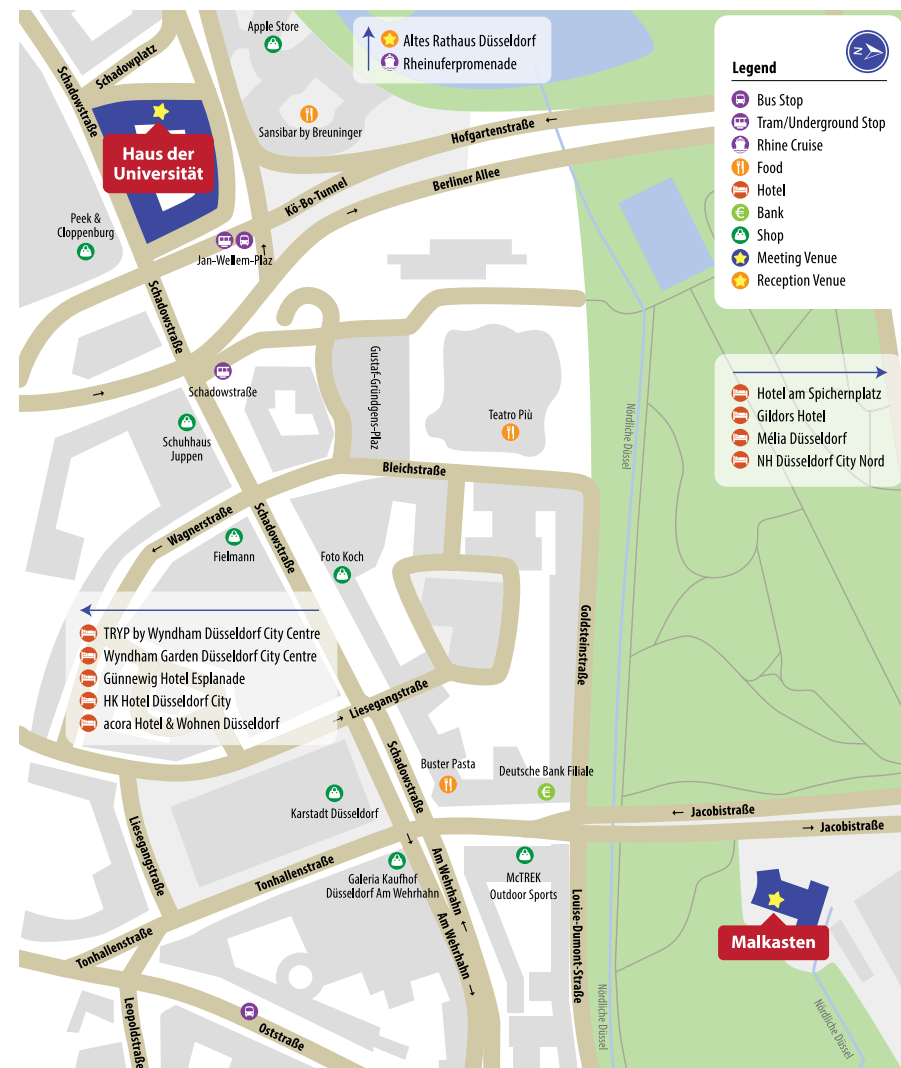 Apple Store
Altes Rathaus Düsseldorf
Rheinuferpromenade
N
Legend
Bus Stop
Tram/Underground Stop
Rhine Cruise
Food
Hotel
Bank
Shop
Meeting Venue
Reception Venue
Schadowstraße
Schadowplatz
Haus der
Universität
Sansibar by Breuninger
Hofgartenstraße
Kö-Bo-Tunnel
Berliner Allee
Peek &
Cloppenburg
Jan-Wellem-Plaz
Schadowstraße
Schadowstraße
Gustaf-Gründgens-Plaz
Teatro Più
Nördliche Düssel
Hotel am Spichernplatz
Gildors Hotel
Mélia Düsseldorf
NH Düsseldorf City Nord
Schuhhaus
Juppen
Bleichstraße
Wagnerstraße
Schadowstraße
Fielmann
Foto Koch
Goldsteinstraße
TRYP by Wyndham Düsseldorf City Centre
Wyndham Garden Düsseldorf City Centre
Günnewig Hotel Esplanade
HK Hotel Düsseldorf City
acora Hotel & Wohnen Düsseldorf
Liesegangstraße
Schadowstraße
Buster Pasta
Deutsche Bank Filiale
Karstadt Düsseldorf
Jacobistraße
Jacobistraße
Liesegangstraße
Tonhallenstraße
Galeria Kaufhof
Düsseldorf Am Wehrhahn
Am Wehrhahn
Am Wehrhahn
McTREK
Outdoor Sports
Louise-Dumont-Straße
Malkasten
Tonhallenstraße
Leopoldstraße
Oststraße
Nördliche Düssel
Nördliche Düssel